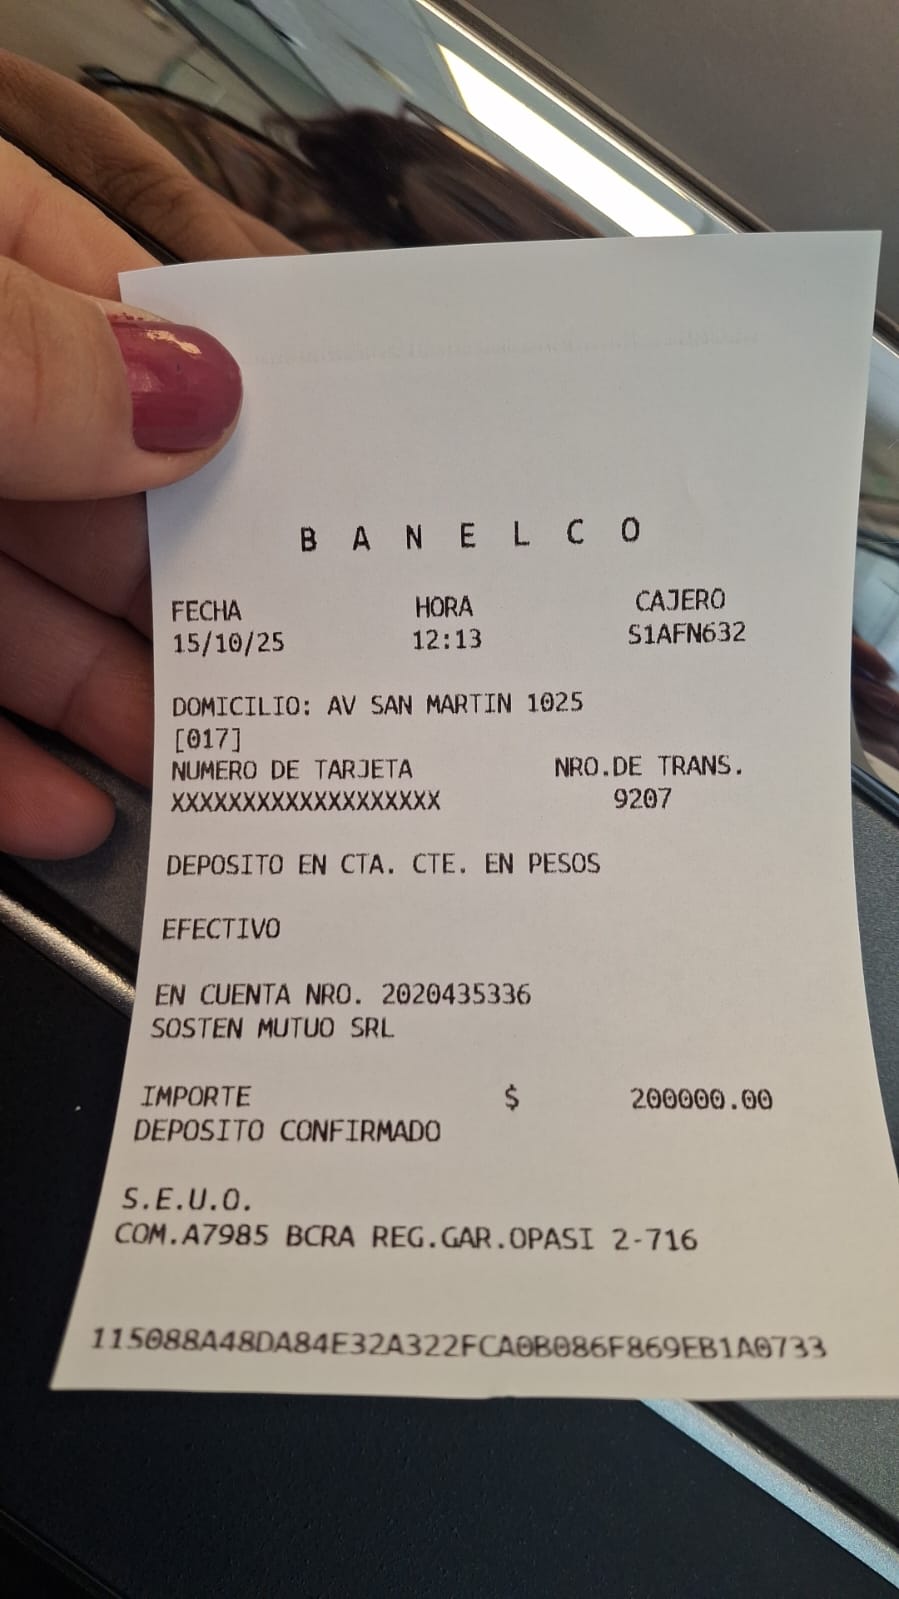 B A N E L C O
FECHA HORA CAJERO
15/10/25 12:13 S1AFN632
DOMICILIO: AV SAN MARTIN 1025
[017]
NUMERO DE TARJETA NRO.DE TRANS.
XXXXXXXXXXXXXXXXXXX 9207
DEPOSITO EN CTA. CTE. EN PESOS
EFECTIVO
EN CUENTA NRO. 2020435336
SOSTEN MUTUO SRL
IMPORTE $ 200000.00
DEPOSITO CONFIRMADO
S.E.U.O.
COM.A7985 BCRA REG.GAR.OPASI 2-716
115088A48DA84E32A322FCA0B086F869EB1A0733